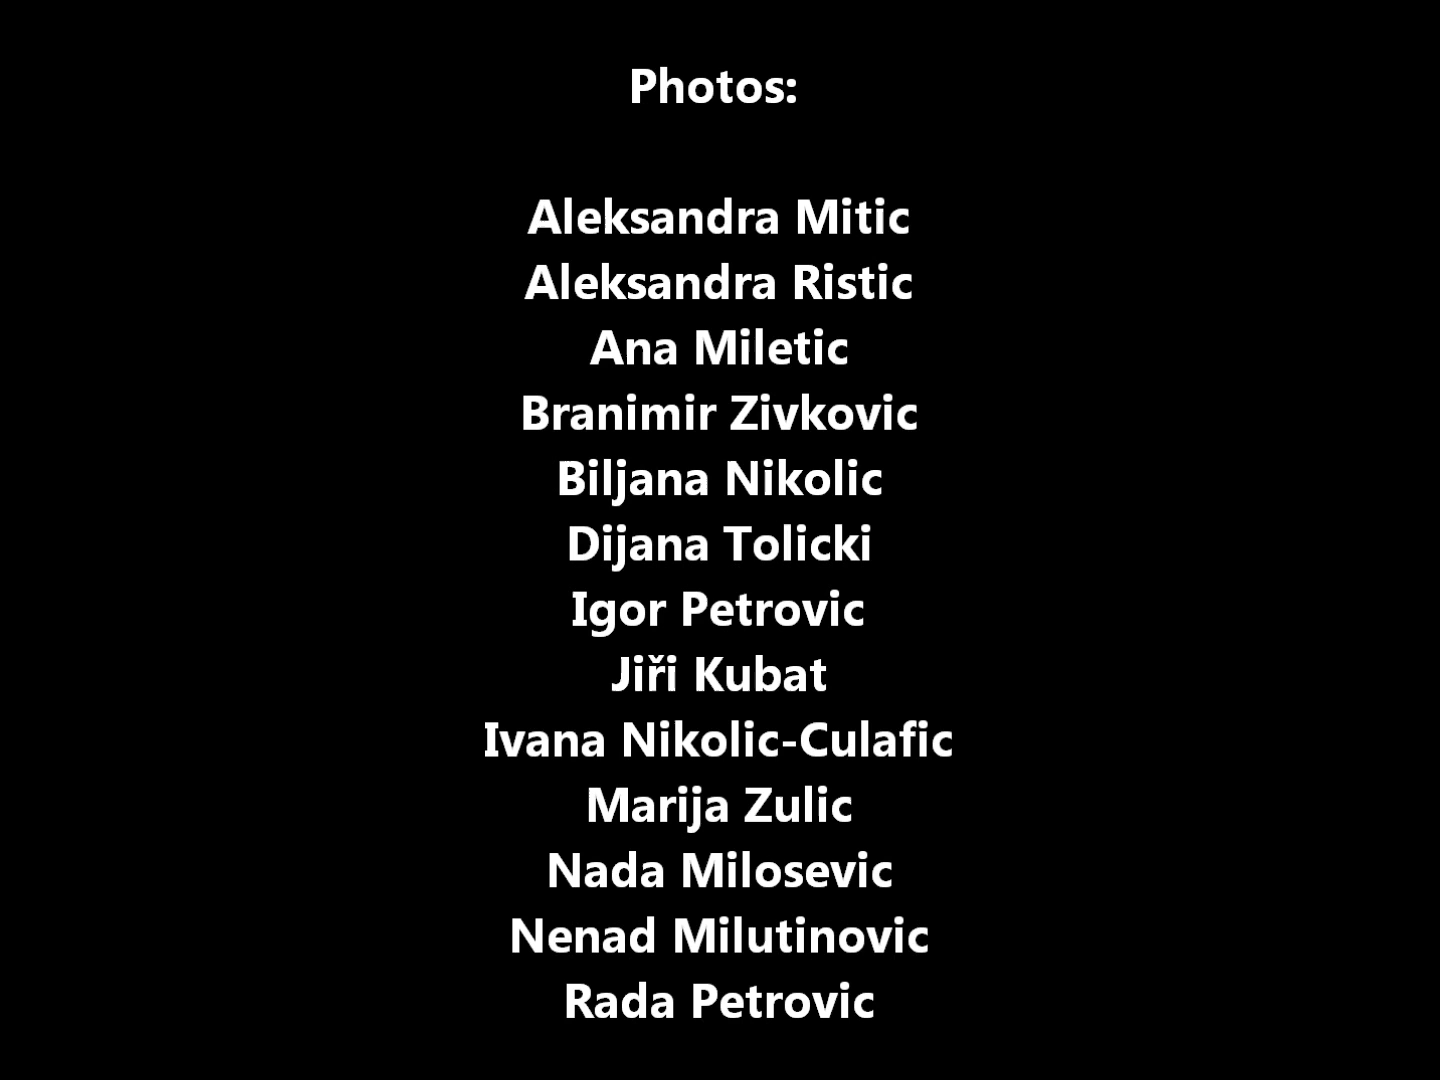 Photos:
Aleksandra Mitic
Aleksandra Ristic
Ana Miletic
Branimir Zivkovic
Biljana Nikolic
Dijana Tolicki
Igor Petrovic
Jiři Kubat
Ivana Nikolic-Culafic
Marija Zulic
Nada Milosevic
Nenad Milutinovic
Rada Petrovic